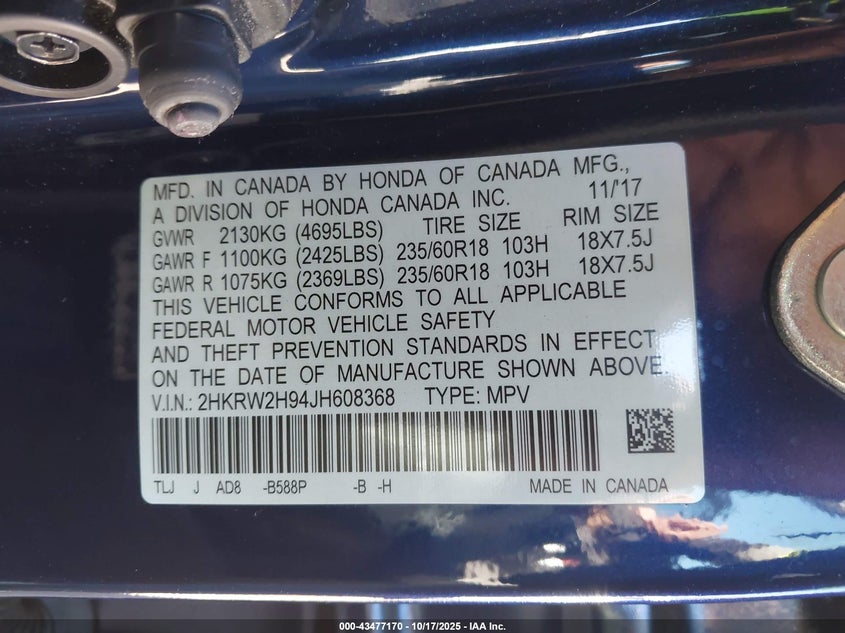 MFD. IN CANADA BY HONDA OF CANADA MFG.,
A DIVISION OF HONDA CANADA INC. 11/17
GVWR 2130KG (4695LBS) TIRE SIZE RIM SIZE
GAWR F 1100KG (2425LBS) 235/60R18 103H 18X7.5J
GAWR R 1075KG (2369LBS) 235/60R18 103H 18X7.5J
THIS VEHICLE CONFORMS TO ALL APPLICABLE
FEDERAL MOTOR VEHICLE SAFETY
AND THEFT PREVENTION STANDARDS IN EFFECT
ON THE DATE OF MANUFACTURE SHOWN ABOVE.
V.I.N.: 2HKRW2H94JH608368 TYPE: MPV
TLJ J AD8 -B588P -B -H MADE IN CANADA
000-43477170 | 10/17/2025 - IAA Inc.